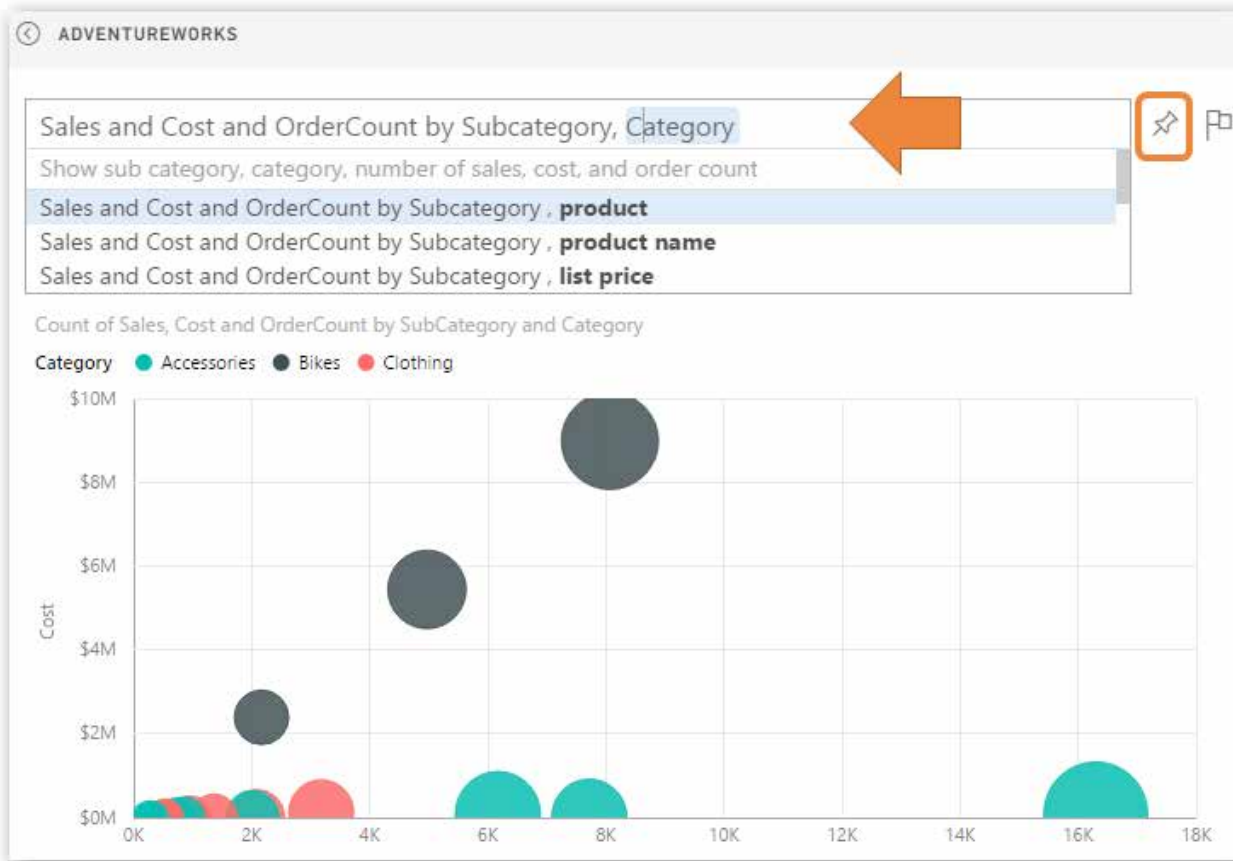 ADVENTUREWORKS
Sales and Cost and OrderCount by Subcategory, Category
Show sub category, category, number of sales, cost, and order count
Sales and Cost and OrderCount by Subcategory , product
Sales and Cost and OrderCount by Subcategory , product name
Sales and Cost and OrderCount by Subcategory , list price
Count of Sales, Cost and OrderCount by SubCategory and Category
Category Accessories Bikes Clothing
$10M
$8M
$6M
Cost
$4M
$2M
$0M
0K 2K 4K 6K 8K 10K 12K 14K 16K 18K